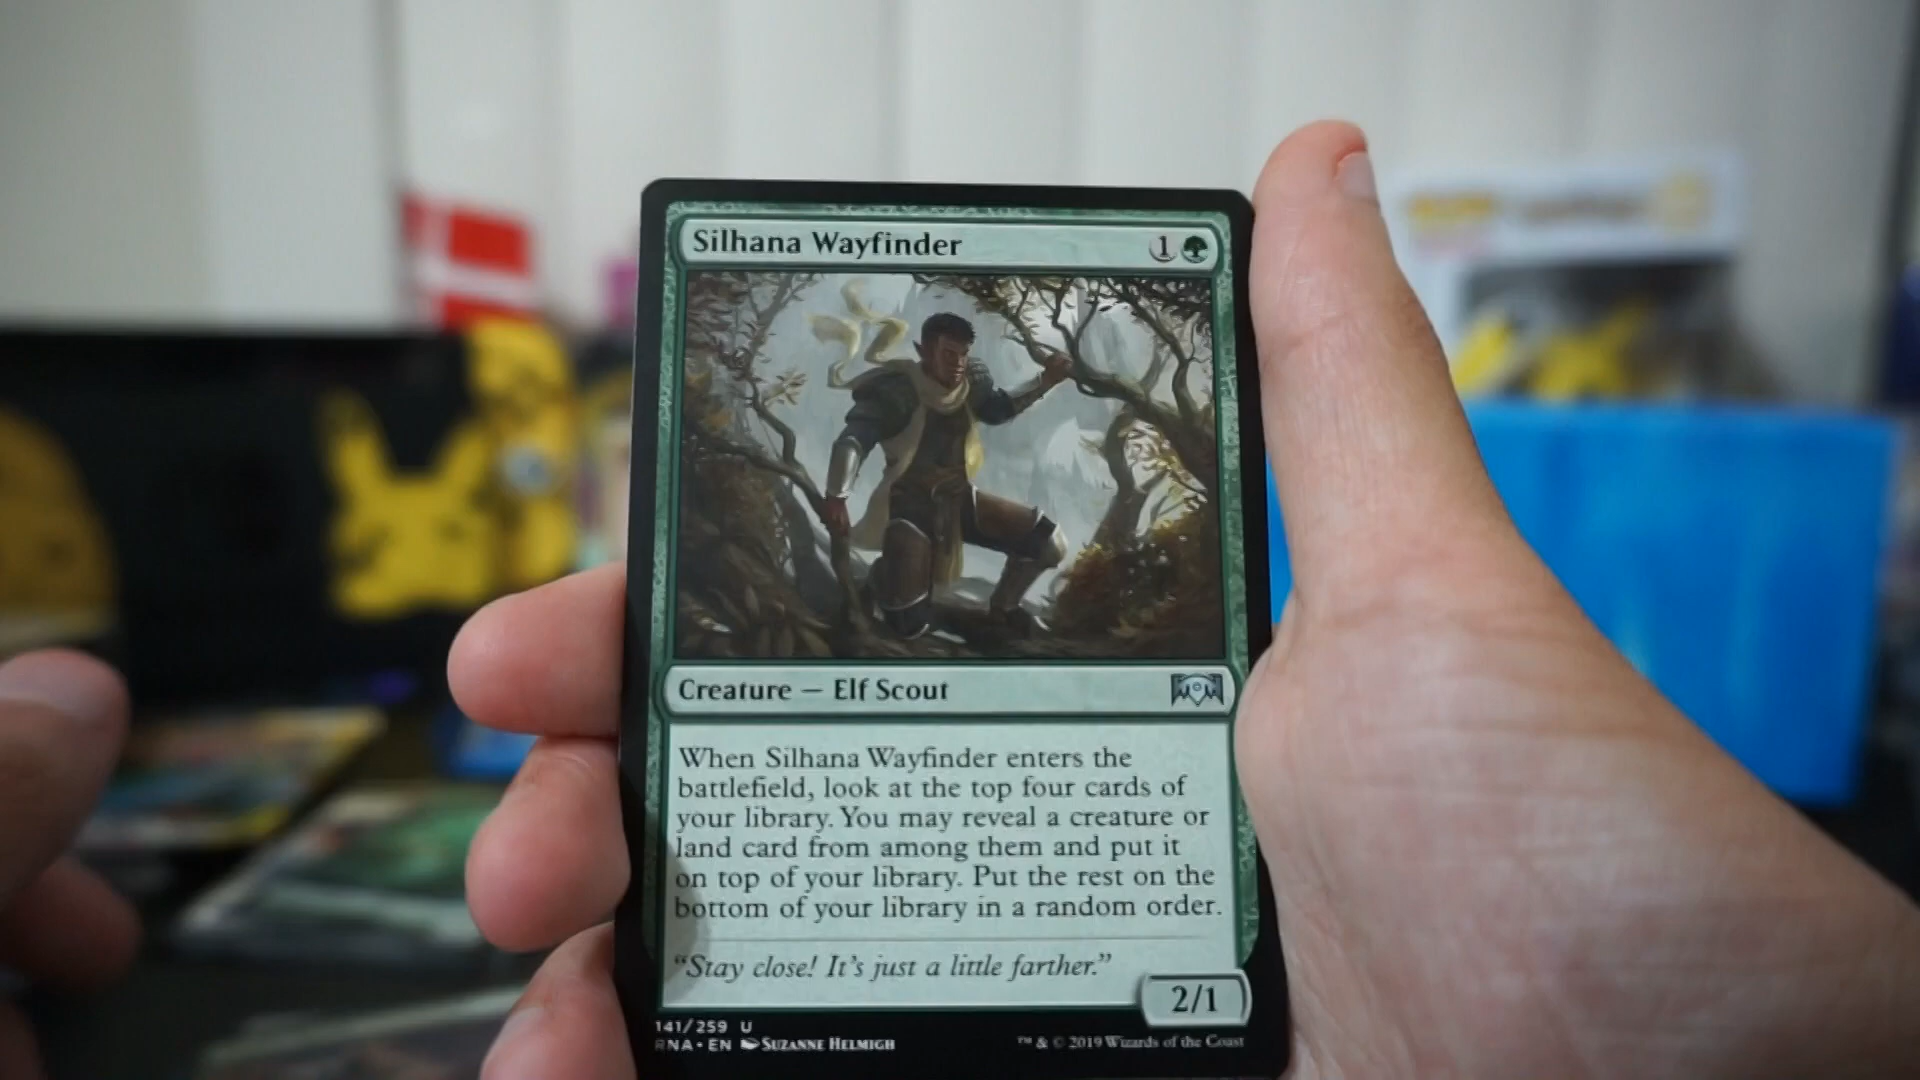 Silhana Wayfinder 1
Creature — Elf Scout
When Silhana Wayfinder enters the
battlefield, look at the top four cards of
your library. You may reveal a creature or
land card from among them and put it
on top of your library. Put the rest on the
bottom of your library in a random order.
“Stay close! It’s just a little farther.”
2/1
141/259 U
RNA • EN Suzanne Helmigh
™ & © 2019 Wizards of the Coast